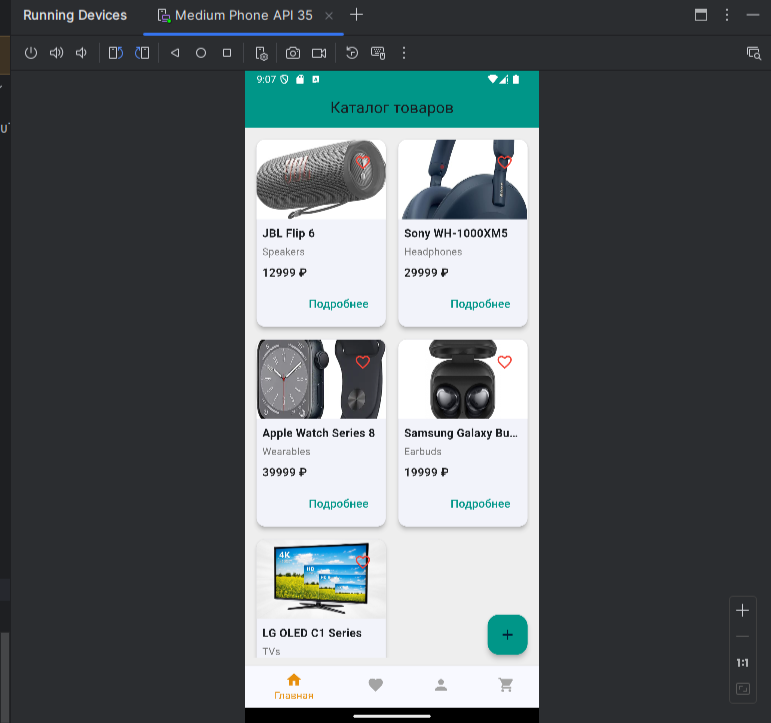 Running Devices
Medium Phone API 35
9:07
Каталог товаров
JBL Flip 6
Speakers
12999 ₽
Подробнее
Sony WH-1000XM5
Headphones
29999 ₽
Подробнее
Apple Watch Series 8
Wearables
39999 ₽
Подробнее
Samsung Galaxy Bu...
Earbuds
19999 ₽
Подробнее
4K
HD
LG OLED C1 Series
TVs
Главная
1:1